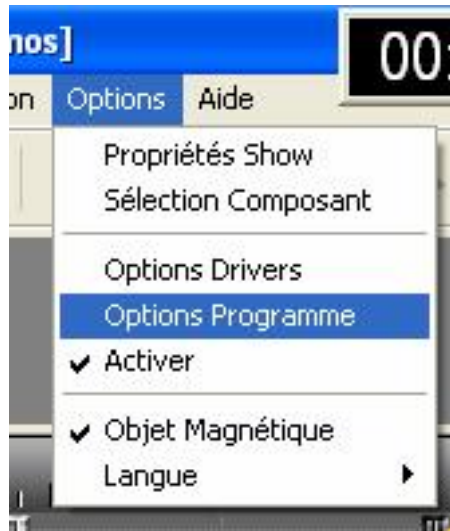 nos]
00:
on Options Aide
Propriétés Show
Sélection Composant
Options Drivers
Options Programme
Activer
Objet Magnétique
Langue